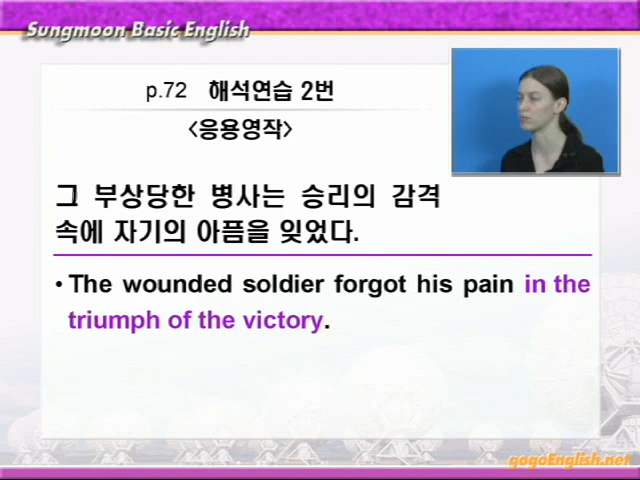 Sungmoon Basic English
p.72 해석연습 2번
<응용영작>
그 부상당한 병사는 승리의 감격
속에 자기의 아픔을 잊었다.
• The wounded soldier forgot his pain in the
triumph of the victory.
gogoEnglish.net